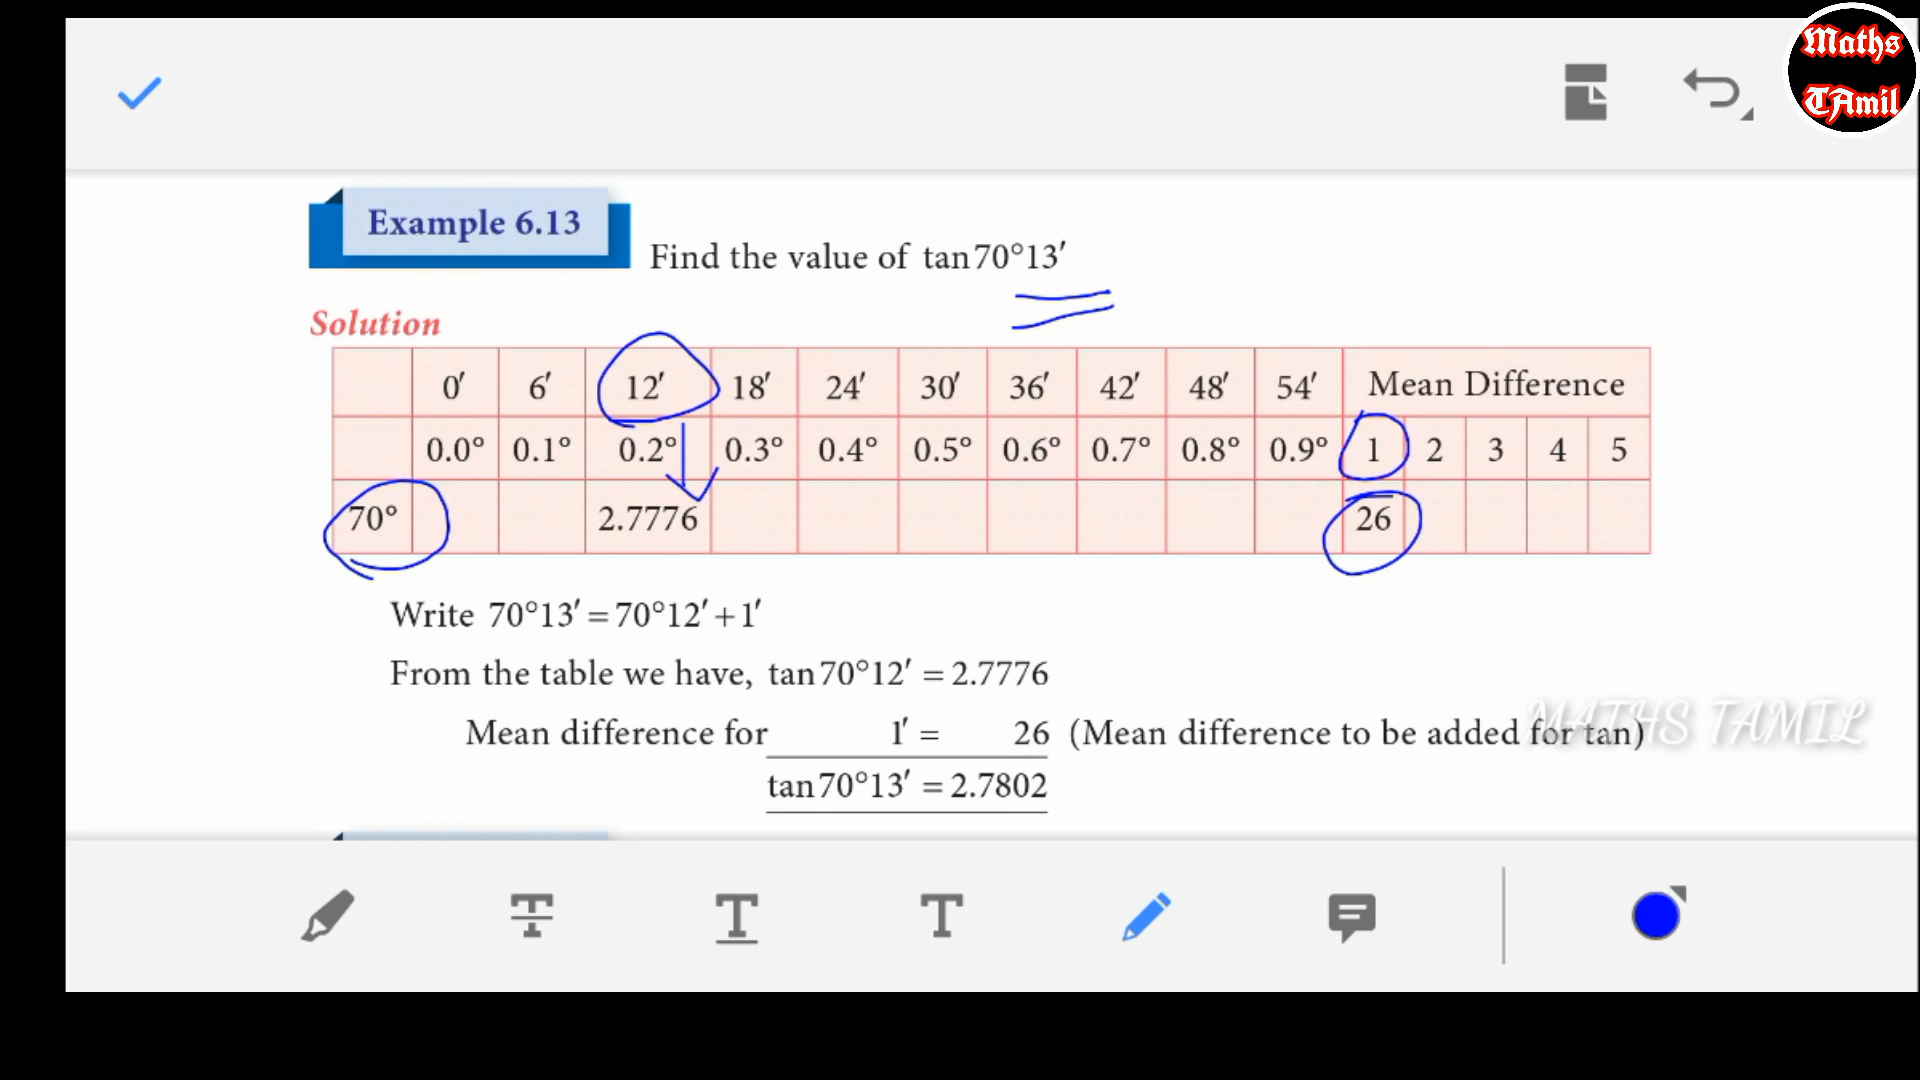 Maths
TAmil
Example 6.13
Find the value of tan70°13′
Solution
0′ 6′ 12′ 18′ 24′ 30′ 36′ 42′ 48′ 54′ Mean Difference
0.0° 0.1° 0.2° 0.3° 0.4° 0.5° 0.6° 0.7° 0.8° 0.9° 1 2 3 4 5
70° 2.7776 26
Write 70°13′ = 70°12′ + 1′
From the table we have, tan70°12′ = 2.7776
Mean difference for 1′ = 26 (Mean difference to be added for tan)
MATHS TAMIL
tan70°13′ = 2.7802